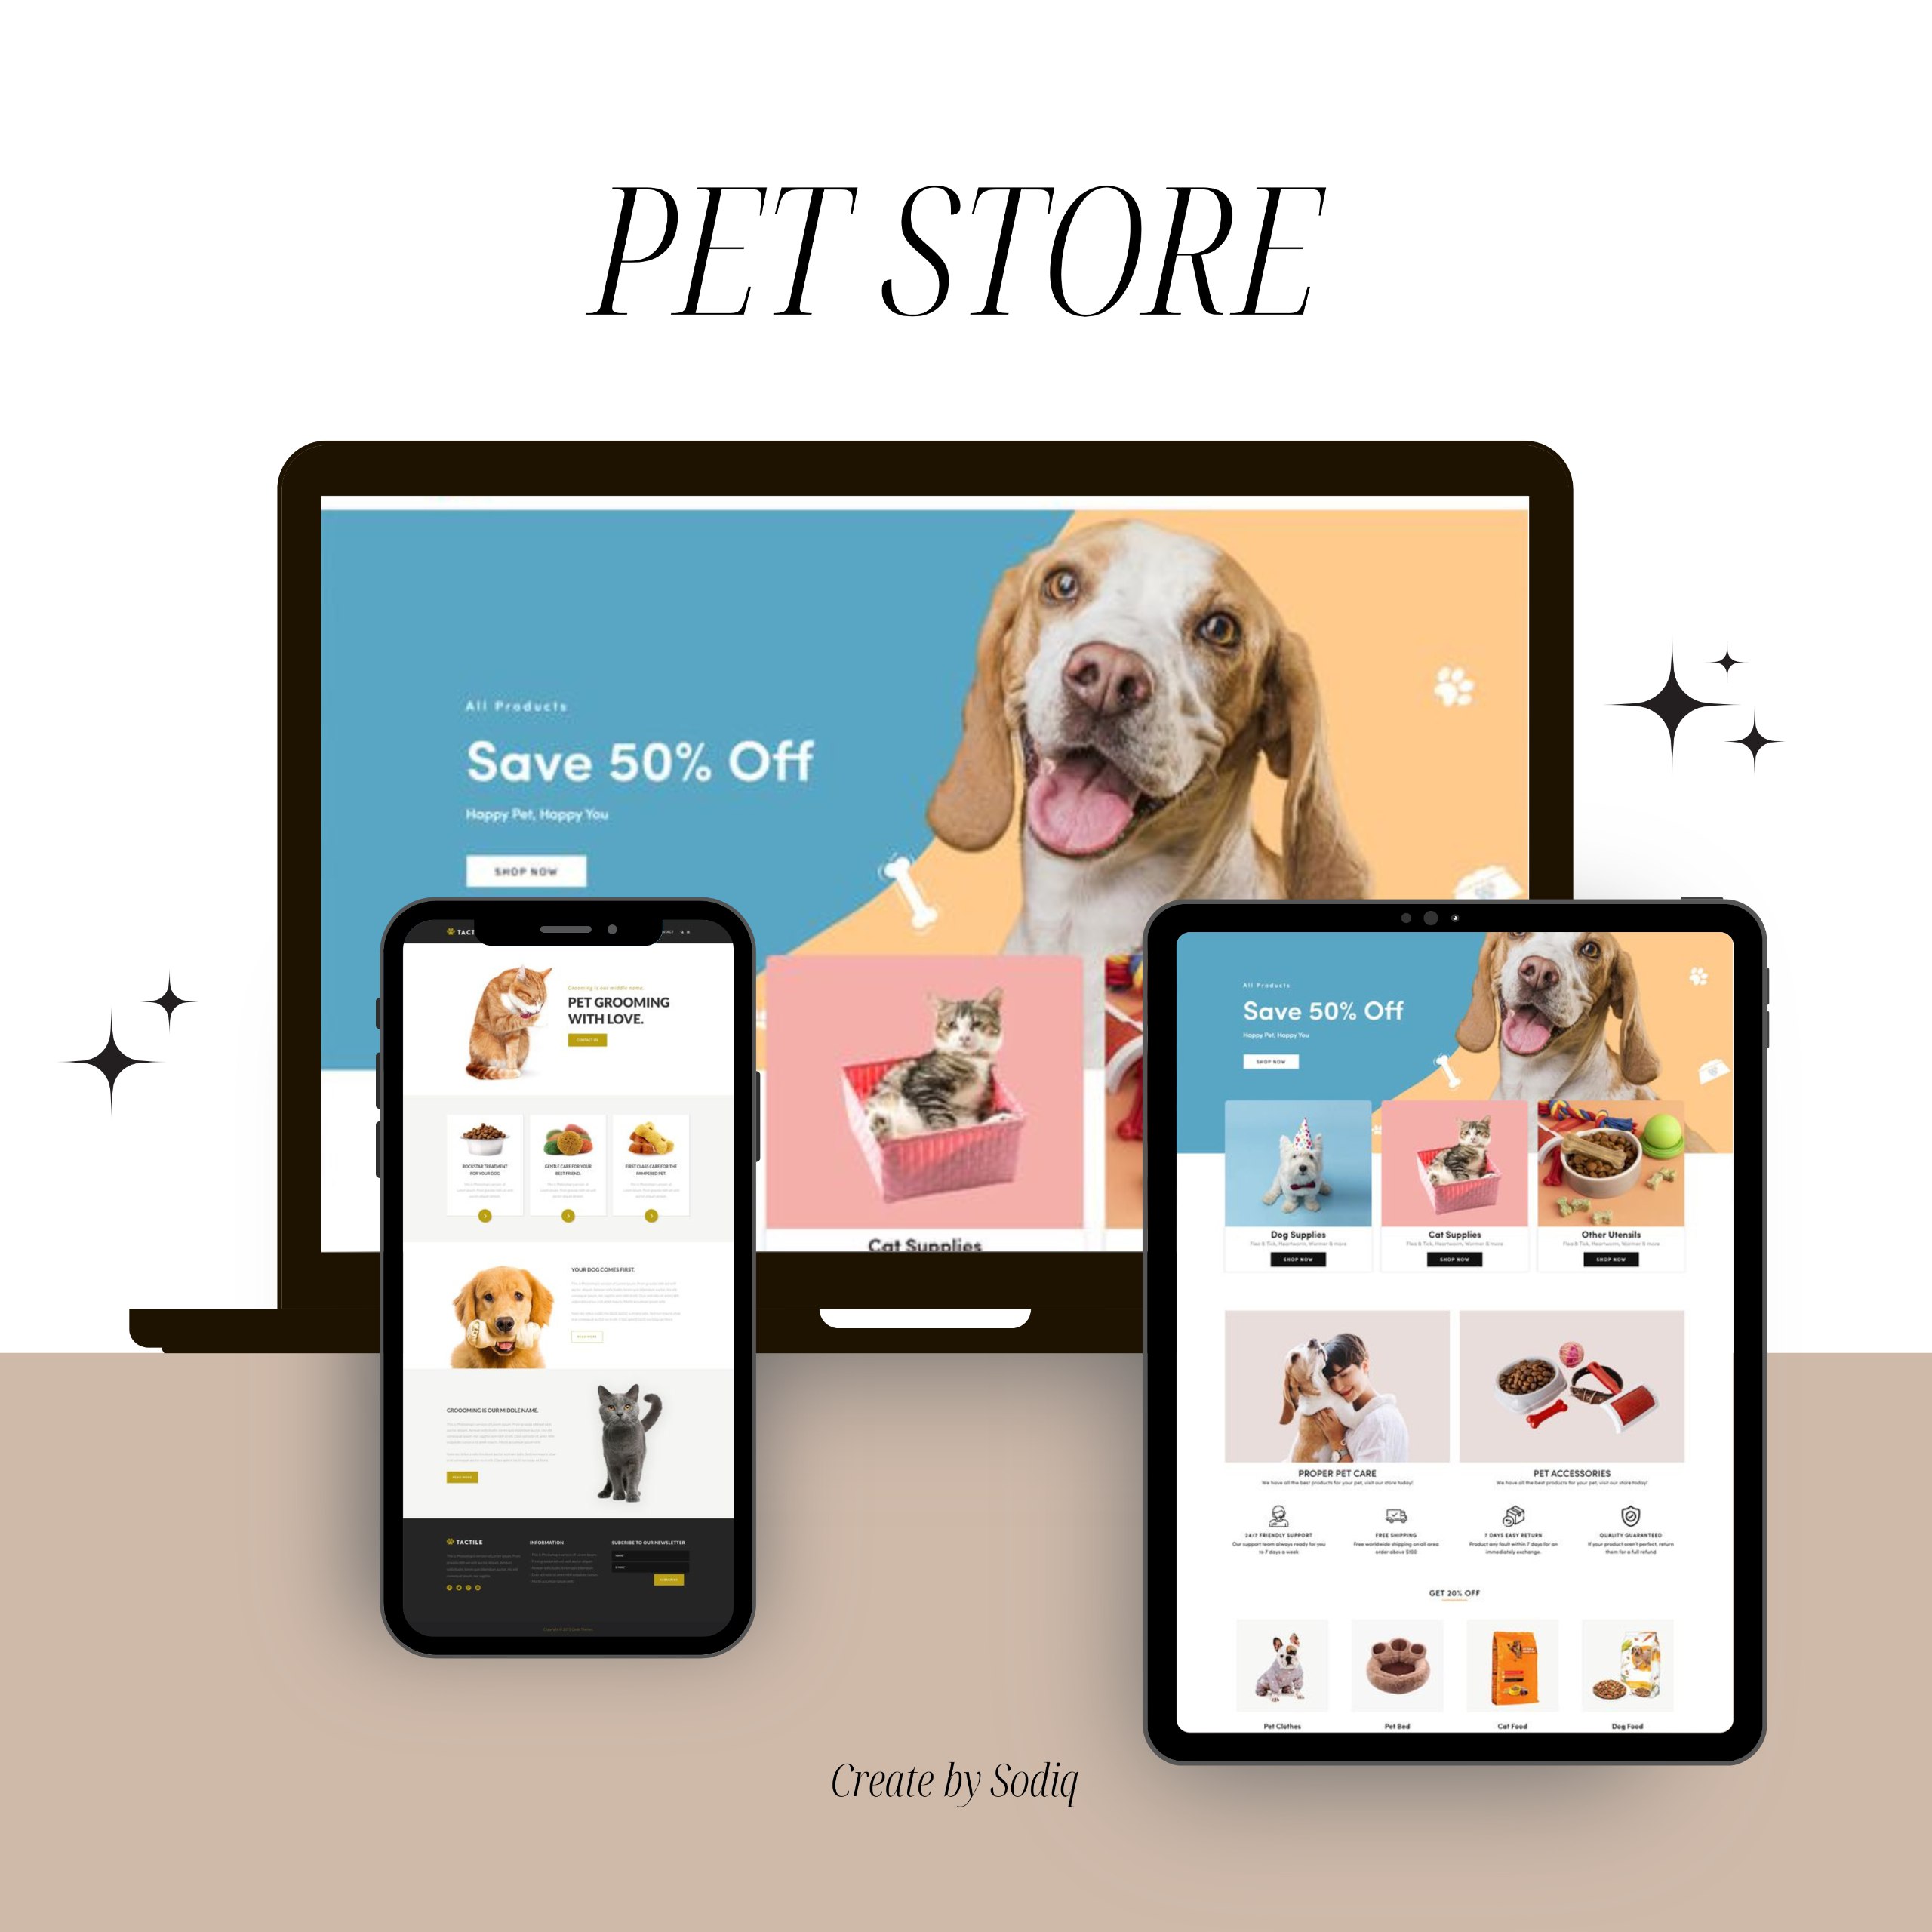 PET STORE
All Products
Save 50% Off
Happy Pet, Happy You
SHOP NOW
Cat Supplies
TACT
Grooming is our middle name.
PET GROOMING
WITH LOVE.
CONTACT US
ROCKSTAR TREATMENT
FOR YOUR DOG
GENTLE CARE FOR YOUR
BEST FRIEND.
FIRST CLASS CARE FOR THE
PAMPERED PET.
YOUR DOG COMES FIRST.
READ MORE
GROOOMING IS OUR MIDDLE NAME.
READ MORE
TACTILE
INFORMATION
SUBCRIBE TO OUR NEWSLETTER
All Products
Save 50% Off
Happy Pet, Happy You
SHOP NOW
Dog Supplies
Flea & Tick, Heartworm, Wormer & more
SHOP NOW
Cat Supplies
Flea & Tick, Heartworm, Wormer & more
SHOP NOW
Other Utensils
Flea & Tick, Heartworm, Wormer & more
SHOP NOW
PROPER PET CARE
We have all the best products for your pet, visit our store today!
PET ACCESSORIES
We have all the best products for your pet, visit our store today!
24/7 FRIENDLY SUPPORT
Our support team always ready for you
to 7 days a week
FREE SHIPPING
Free worldwide shipping on all area
order above $100
7 DAYS EASY RETURN
Product any fault within 7 days for an
immediately exchange.
QUALITY GUARANTEED
If your product aren't perfect, return
them for a full refund
GET 20% OFF
Pet Clothes
Pet Bed
Cat Food
Dog Food
Create by Sodiq